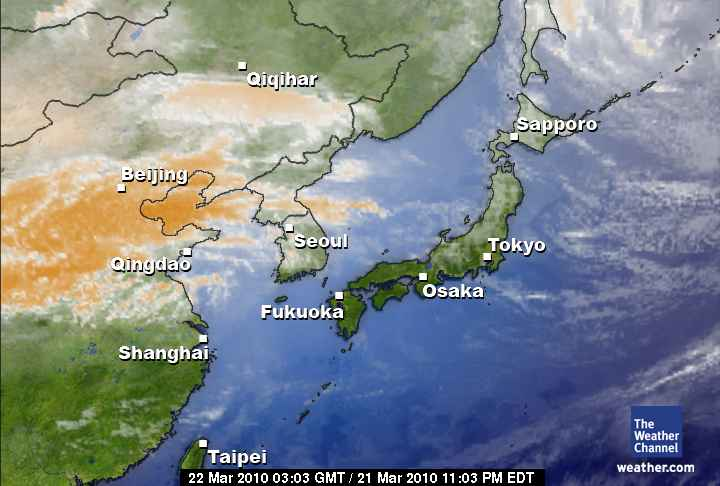 Qiqihar
Sapporo
Beijing
Seoul
Tokyo
Qingdao
Osaka
Fukuoka
Shanghai
The
Weather
Channel
Taipei
weather.com
22 Mar 2010 03:03 GMT / 21 Mar 2010 11:03 PM EDT